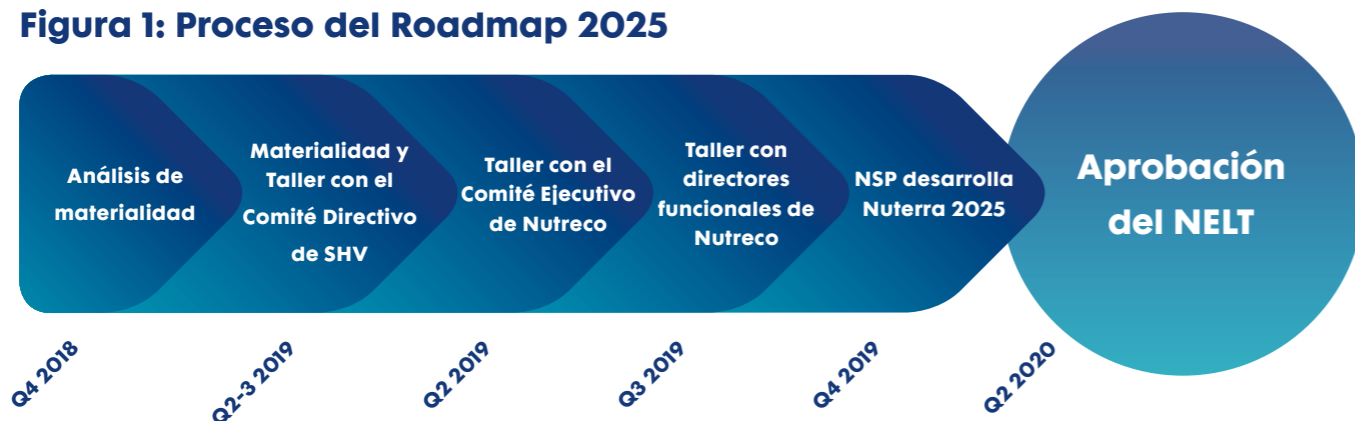 Figura 1: Proceso del Roadmap 2025
Análisis de
materialidad
Materialidad y
Taller con el
Comité Directivo
de SHV
Taller con el
Comité Ejecutivo
de Nutreco
Taller con
directores
funcionales de
Nutreco
NSP desarrolla
Nuterra 2025
Aprobación
del NELT
Q4 2018
Q2-3 2019
Q2 2019
Q3 2019
Q4 2019
Q2 2020